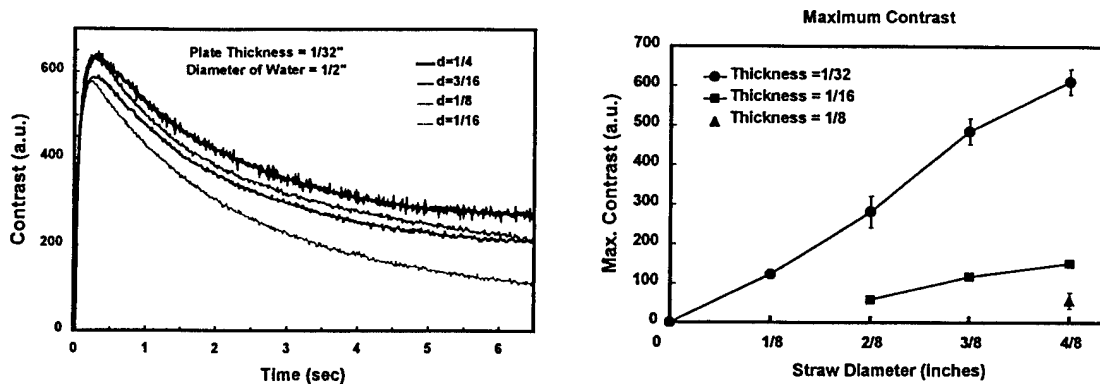 Plate Thickness = 1/32"
Diameter of Water = 1/2"
d=1/4
d=3/16
d=1/8
d=1/16
600
400
200
0
Contrast (a.u.)
0 1 2 3 4 5 6
Time (sec)
Maximum Contrast
Thickness =1/32
Thickness = 1/16
Thickness = 1/8
700
600
500
400
300
200
100
0
Max. Contrast (a.u.)
0 1/8 2/8 3/8 4/8
Straw Diameter (Inches)